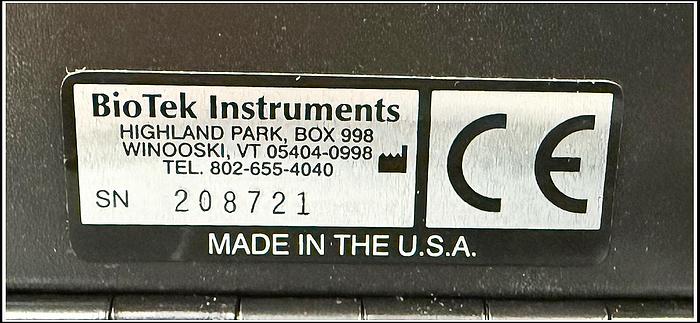 BioTek Instruments
HIGHLAND PARK, BOX 998
WINOOSKI, VT 05404-0998
TEL. 802-655-4040
SN 208721
CE
MADE IN THE U.S.A.